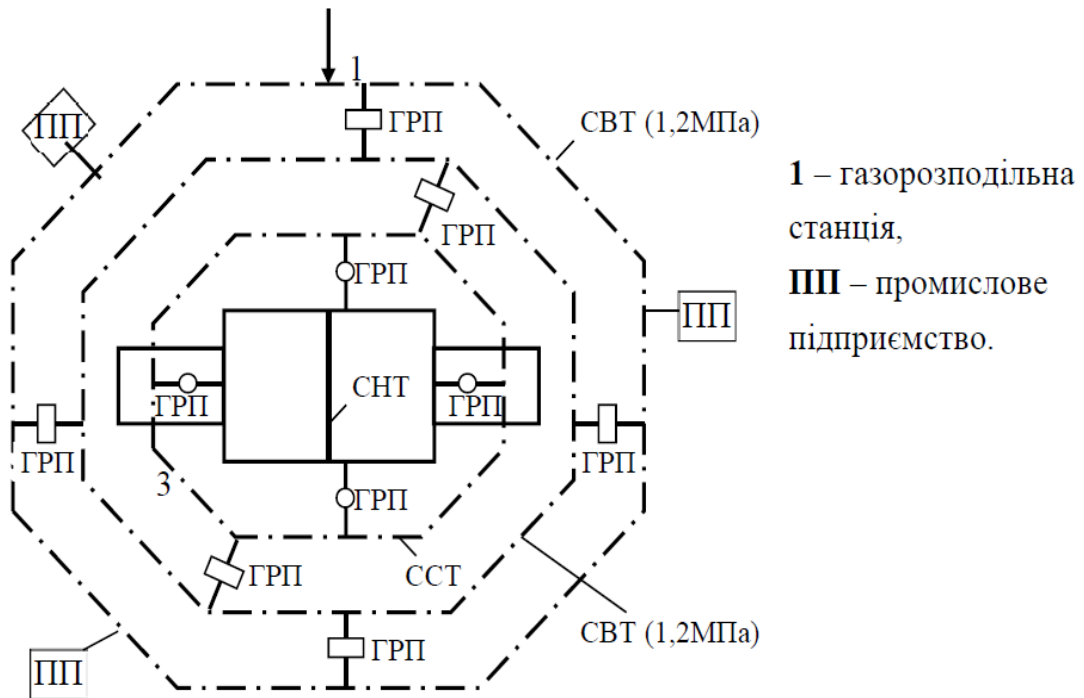 1
ГРП
СВТ (1,2МПа)
ПП
1 – газорозподільна
станція,
ПП – промислове
підприємство.
ГРП
ГРП
ПП
СНТ
ГРП
ГРП
ГРП
ГРП
3
ГРП
ГРП
ССТ
СВТ (1,2МПа)
ГРП
ПП